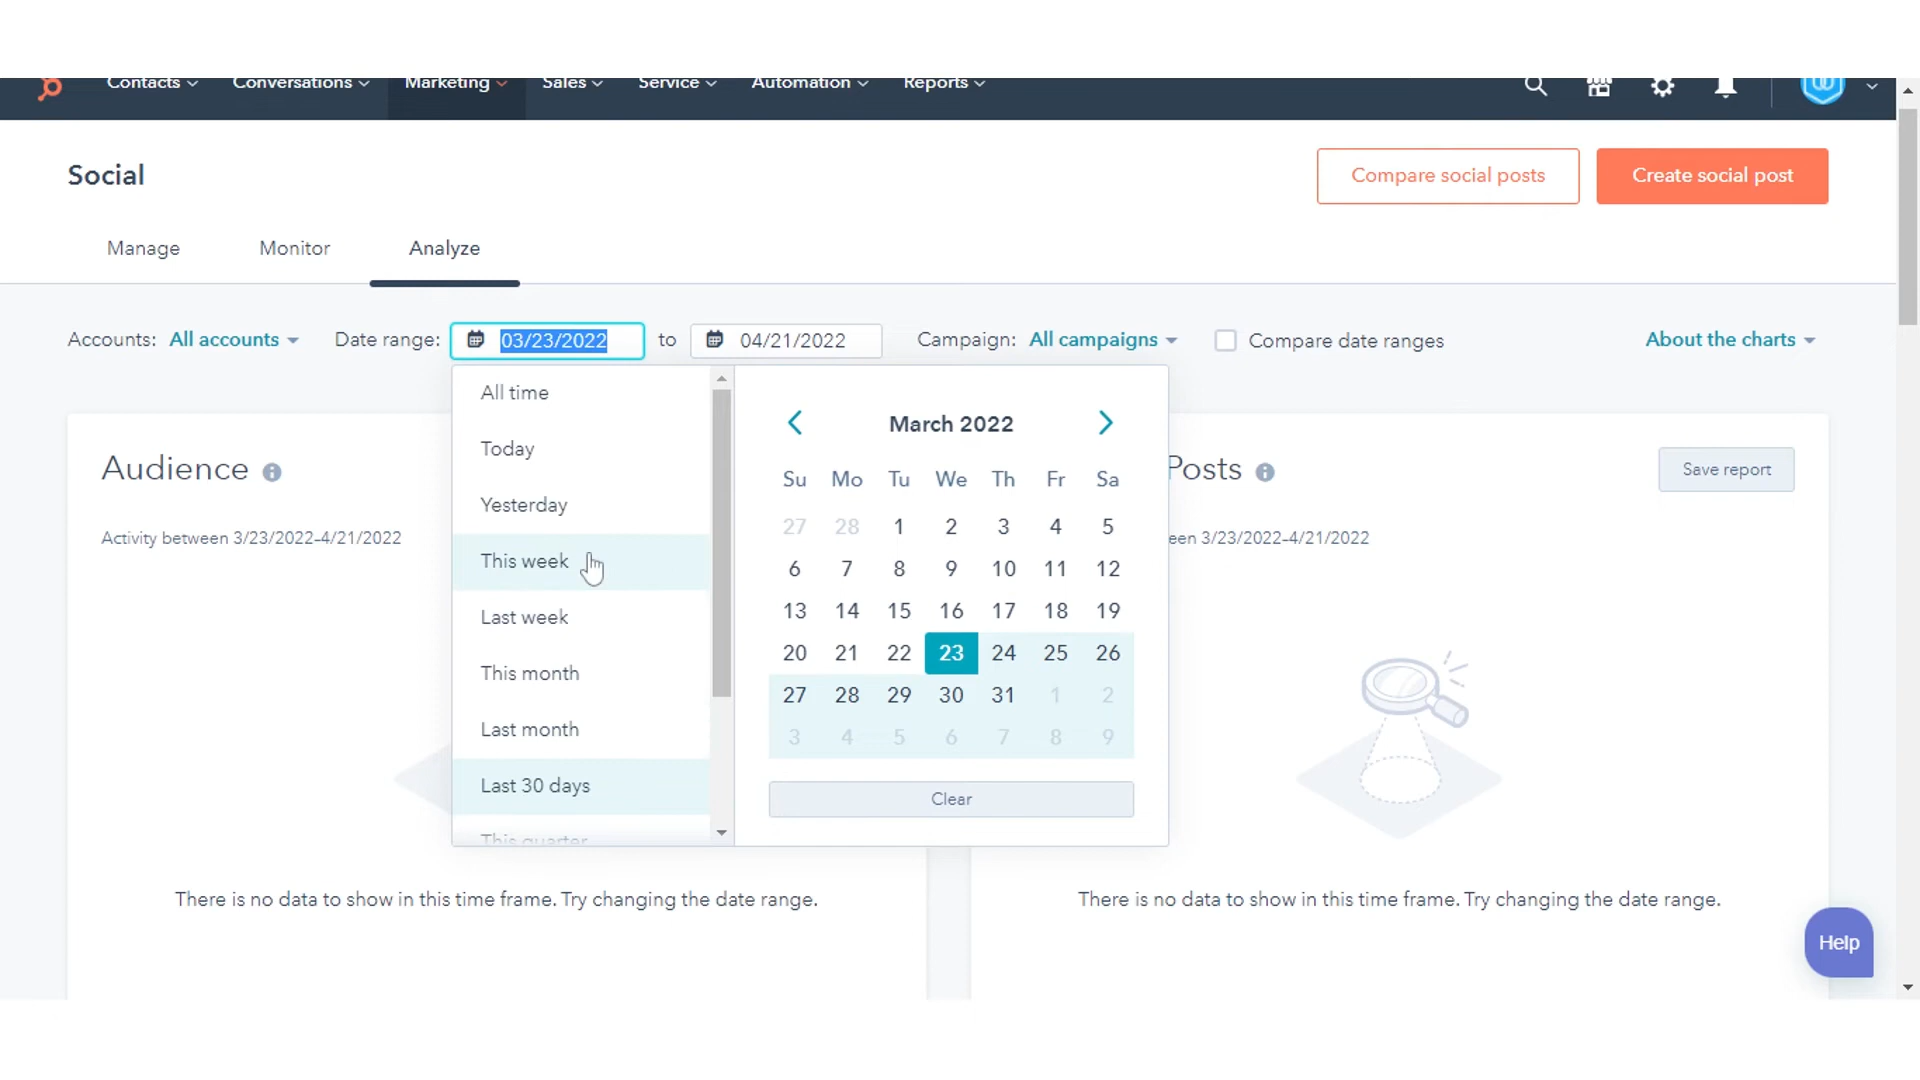 Contacts Conversations Marketing Sales Service Automation Reports
Social
Compare social posts
Create social post
Manage Monitor Analyze
Accounts: All accounts Date range: 03/23/2022 to 04/21/2022 Campaign: All campaigns Compare date ranges About the charts
All time
Today
Yesterday
This week
Last week
This month
Last month
Last 30 days
This quarter
March 2022
Su Mo Tu We Th Fr Sa
27 28 1 2 3 4 5
6 7 8 9 10 11 12
13 14 15 16 17 18 19
20 21 22 23 24 25 26
27 28 29 30 31 1 2
3 4 5 6 7 8 9
Clear
Audience
Activity between 3/23/2022-4/21/2022
There is no data to show in this time frame. Try changing the date range.
Posts
Save report
een 3/23/2022-4/21/2022
There is no data to show in this time frame. Try changing the date range.
Help